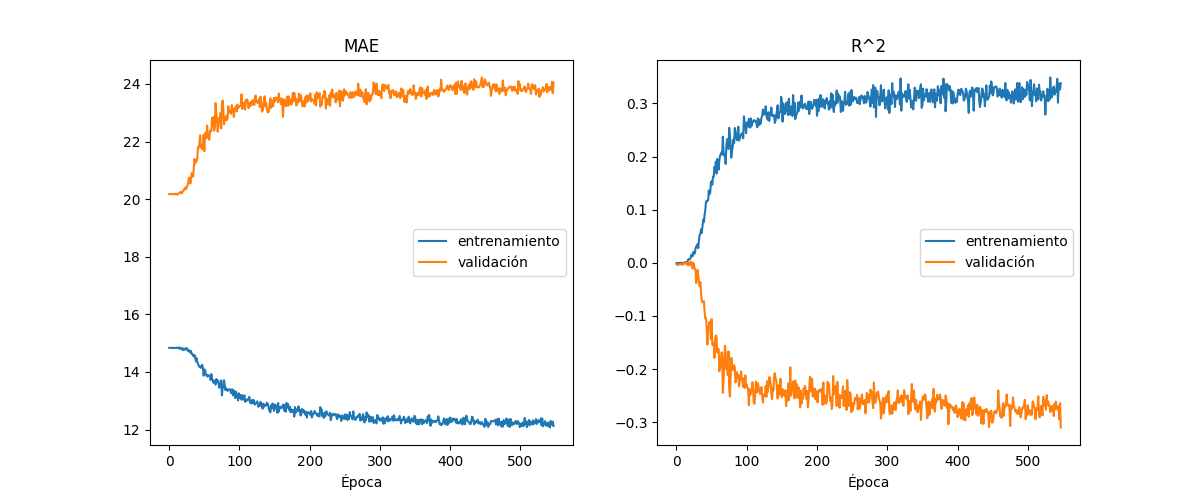 MAE
24
22
20
18
16
14
12
0 100 200 300 400 500
Época
entrenamiento
validación
R^2
0.3
0.2
0.1
0.0
−0.1
−0.2
−0.3
0 100 200 300 400 500
Época
entrenamiento
validación